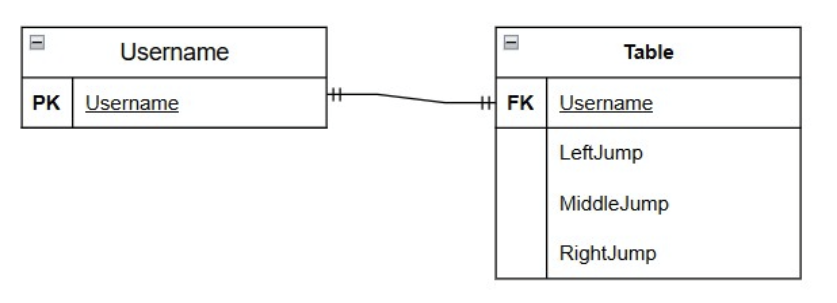 Username
PK Username
Table
FK Username
LeftJump
MiddleJump
RightJump